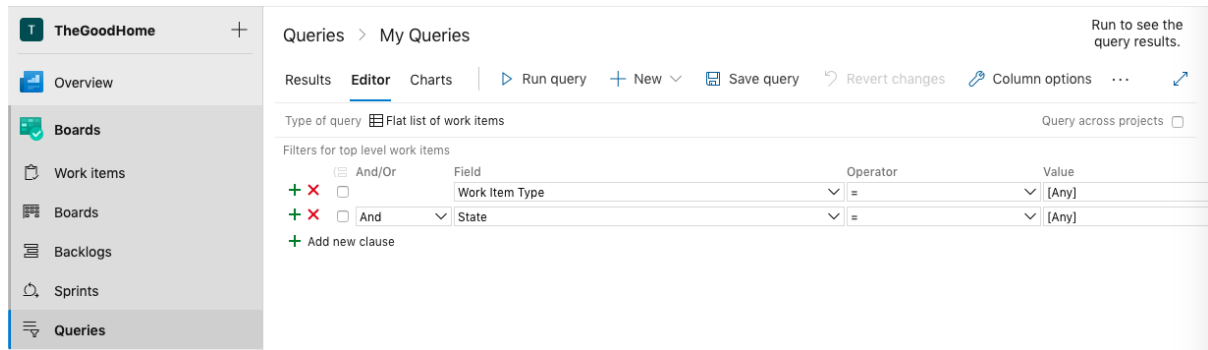 T TheGoodHome
Overview
Boards
Work items
Boards
Backlogs
Sprints
Queries
Queries > My Queries
Run to see the
query results.
Results Editor Charts Run query New Save query Revert changes Column options ...
Type of query Flat list of work items Query across projects
Filters for top level work items
And/Or Field Operator Value
Work Item Type = [Any]
And State = [Any]
Add new clause